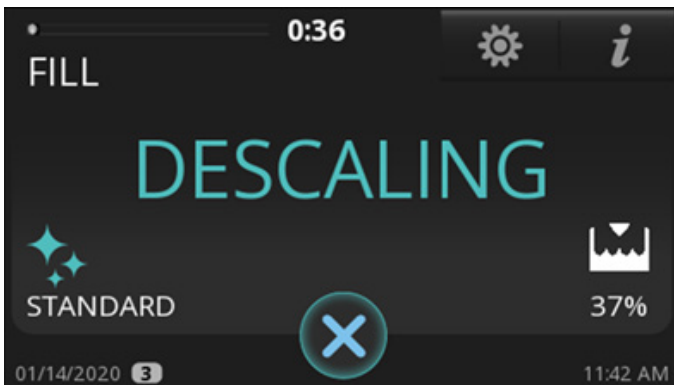 0:36
i
FILL
DESCALING
STANDARD
37%
01/14/2020 3
11:42 AM